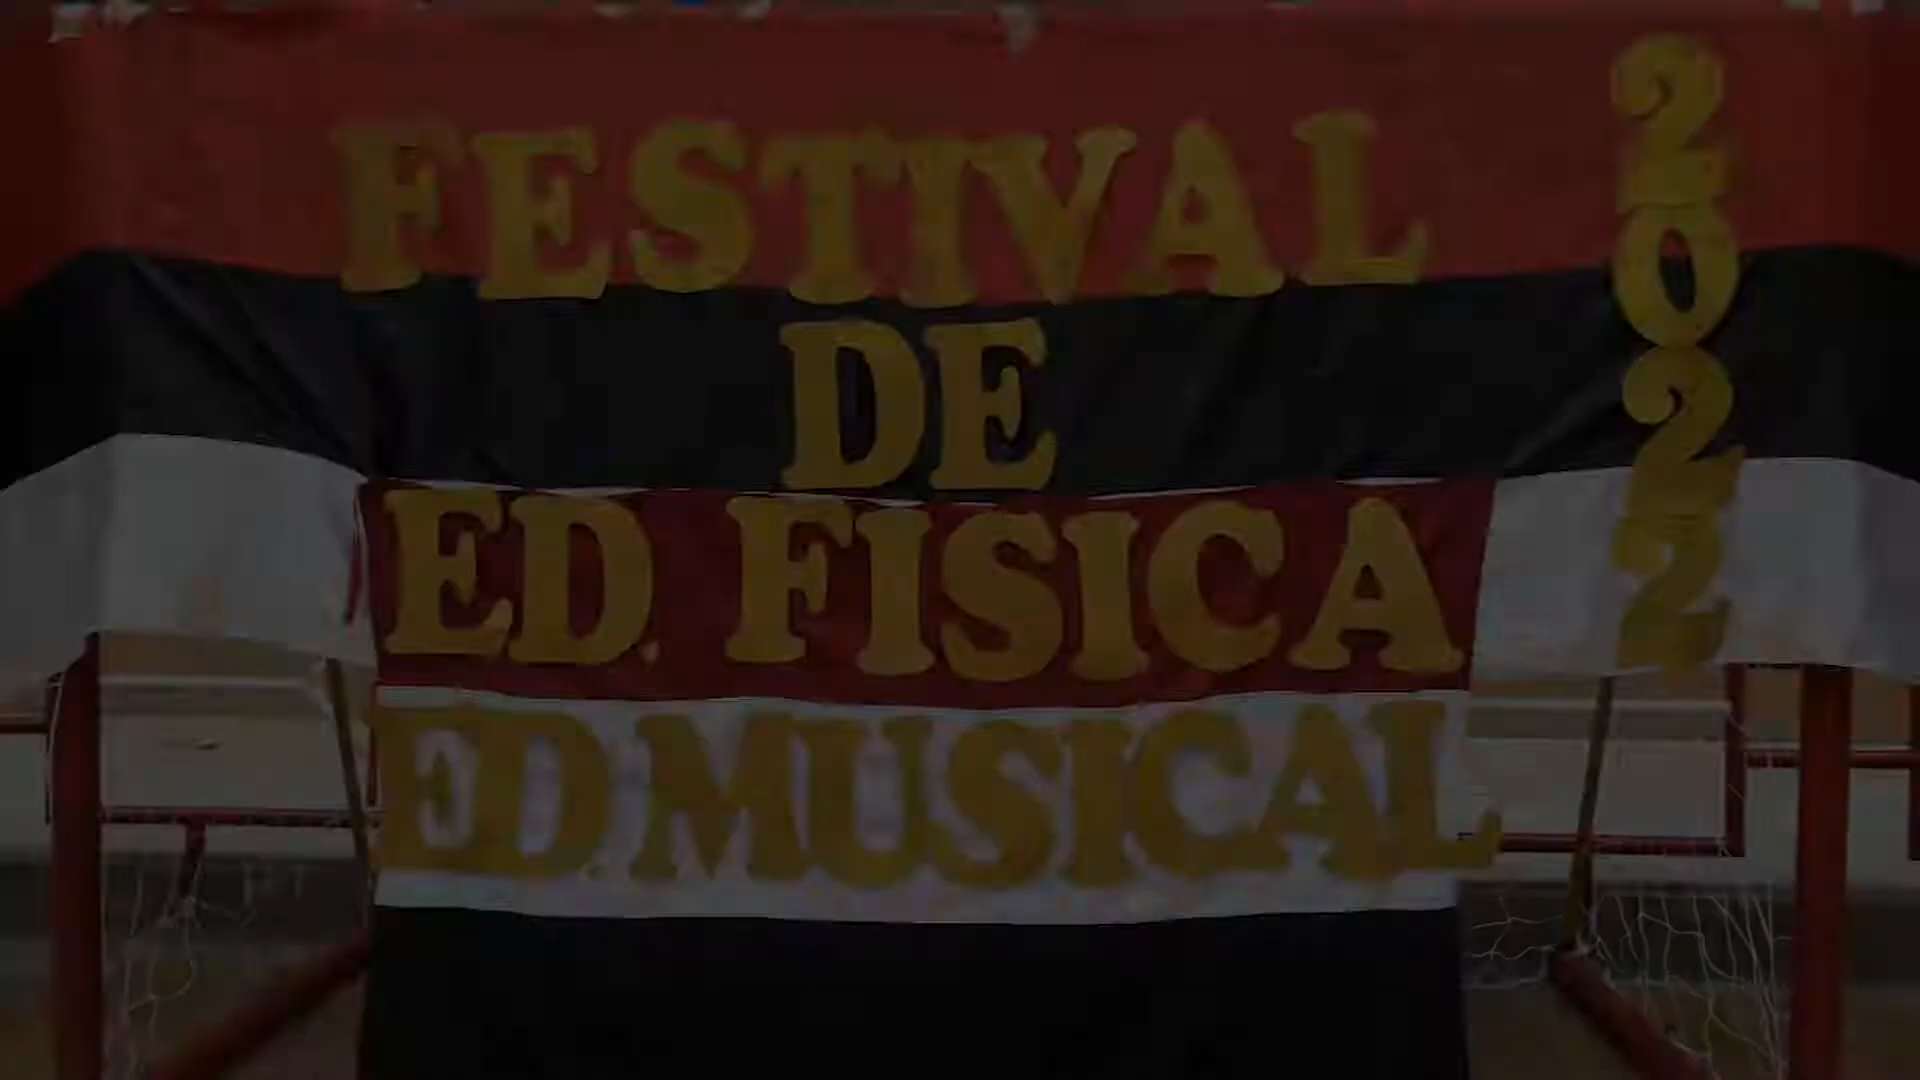 FESTIVAL
DE
ED. FISICA
ED. MUSICAL
2022